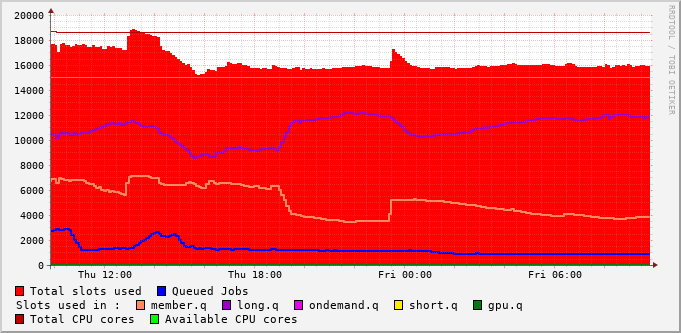 20000
18000
16000
14000
12000
10000
8000
6000
4000
2000
0
Thu 12:00 Thu 18:00 Fri 00:00 Fri 06:00
RRDTOOL / TOBI OETIKER
Total slots used Queued Jobs
Slots used in : member.q long.q ondemand.q short.q gpu.q
Total CPU cores Available CPU cores